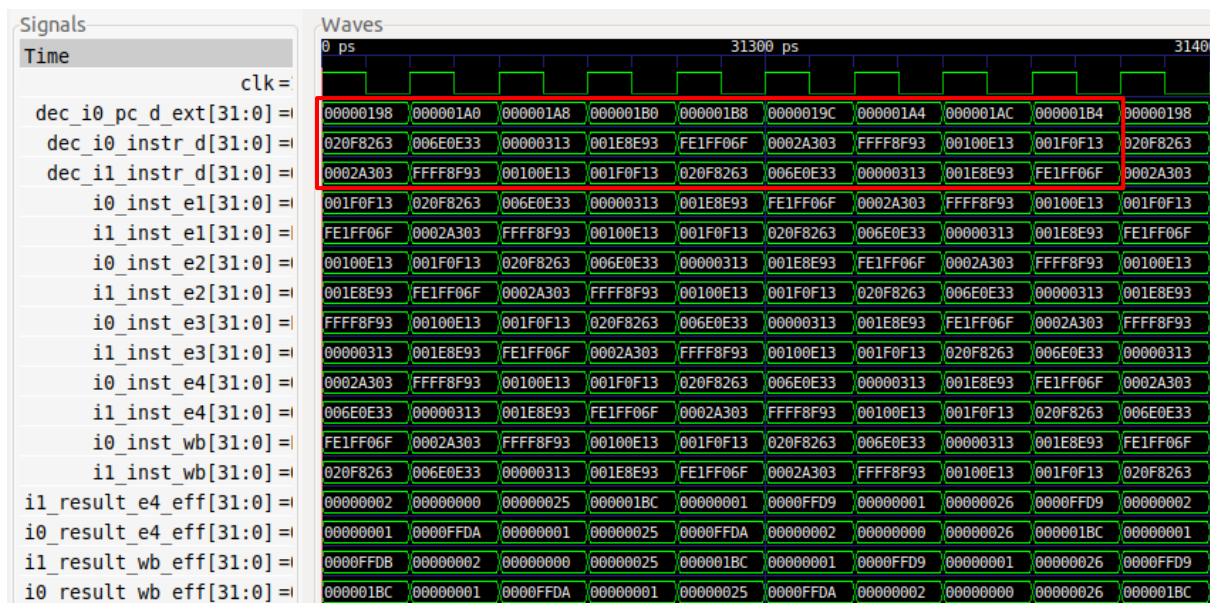 Signals Waves
Time 0 ps 31300 ps 3140
clk =
dec_i0_pc_d_ext[31:0] = 00000198 000001A0 000001A8 000001B0 000001B8 0000019C 000001A4 000001AC 000001B4 00000198
dec_i0_instr_d[31:0] = 020F8263 006E0E33 00000313 001E8E93 FE1FF06F 0002A303 FFFF8F93 00100E13 001F0F13 020F8263
dec_i1_instr_d[31:0] = 0002A303 FFFF8F93 00100E13 001F0F13 020F8263 006E0E33 00000313 001E8E93 FE1FF06F 0002A303
i0_inst_e1[31:0] = 001F0F13 020F8263 006E0E33 00000313 001E8E93 FE1FF06F 0002A303 FFFF8F93 00100E13 001F0F13
i1_inst_e1[31:0] = FE1FF06F 0002A303 FFFF8F93 00100E13 001F0F13 020F8263 006E0E33 00000313 001E8E93 FE1FF06F
i0_inst_e2[31:0] = 00100E13 001F0F13 020F8263 006E0E33 00000313 001E8E93 FE1FF06F 0002A303 FFFF8F93 00100E13
i1_inst_e2[31:0] = 001E8E93 FE1FF06F 0002A303 FFFF8F93 00100E13 001F0F13 020F8263 006E0E33 00000313 001E8E93
i0_inst_e3[31:0] = FFFF8F93 00100E13 001F0F13 020F8263 006E0E33 00000313 001E8E93 FE1FF06F 0002A303 FFFF8F93
i1_inst_e3[31:0] = 00000313 001E8E93 FE1FF06F 0002A303 FFFF8F93 00100E13 001F0F13 020F8263 006E0E33 00000313
i0_inst_e4[31:0] = 0002A303 FFFF8F93 00100E13 001F0F13 020F8263 006E0E33 00000313 001E8E93 FE1FF06F 0002A303
i1_inst_e4[31:0] = 006E0E33 00000313 001E8E93 FE1FF06F 0002A303 FFFF8F93 00100E13 001F0F13 020F8263 006E0E33
i0_inst_wb[31:0] = FE1FF06F 0002A303 FFFF8F93 00100E13 001F0F13 020F8263 006E0E33 00000313 001E8E93 FE1FF06F
i1_inst_wb[31:0] = 020F8263 006E0E33 00000313 001E8E93 FE1FF06F 0002A303 FFFF8F93 00100E13 001F0F13 020F8263
i1_result_e4_eff[31:0] = 00000002 00000000 00000025 000001BC 00000001 0000FFD9 00000001 00000026 0000FFD9 00000002
i0_result_e4_eff[31:0] = 00000001 0000FFDA 00000001 00000025 0000FFDA 00000002 00000000 00000026 000001BC 00000001
i1_result_wb_eff[31:0] = 0000FFDB 00000002 00000000 00000025 000001BC 00000001 0000FFD9 00000001 00000026 0000FFD9
i0_result_wb_eff[31:0] = 000001BC 00000001 0000FFDA 00000001 00000025 0000FFDA 00000002 00000000 00000026 000001BC